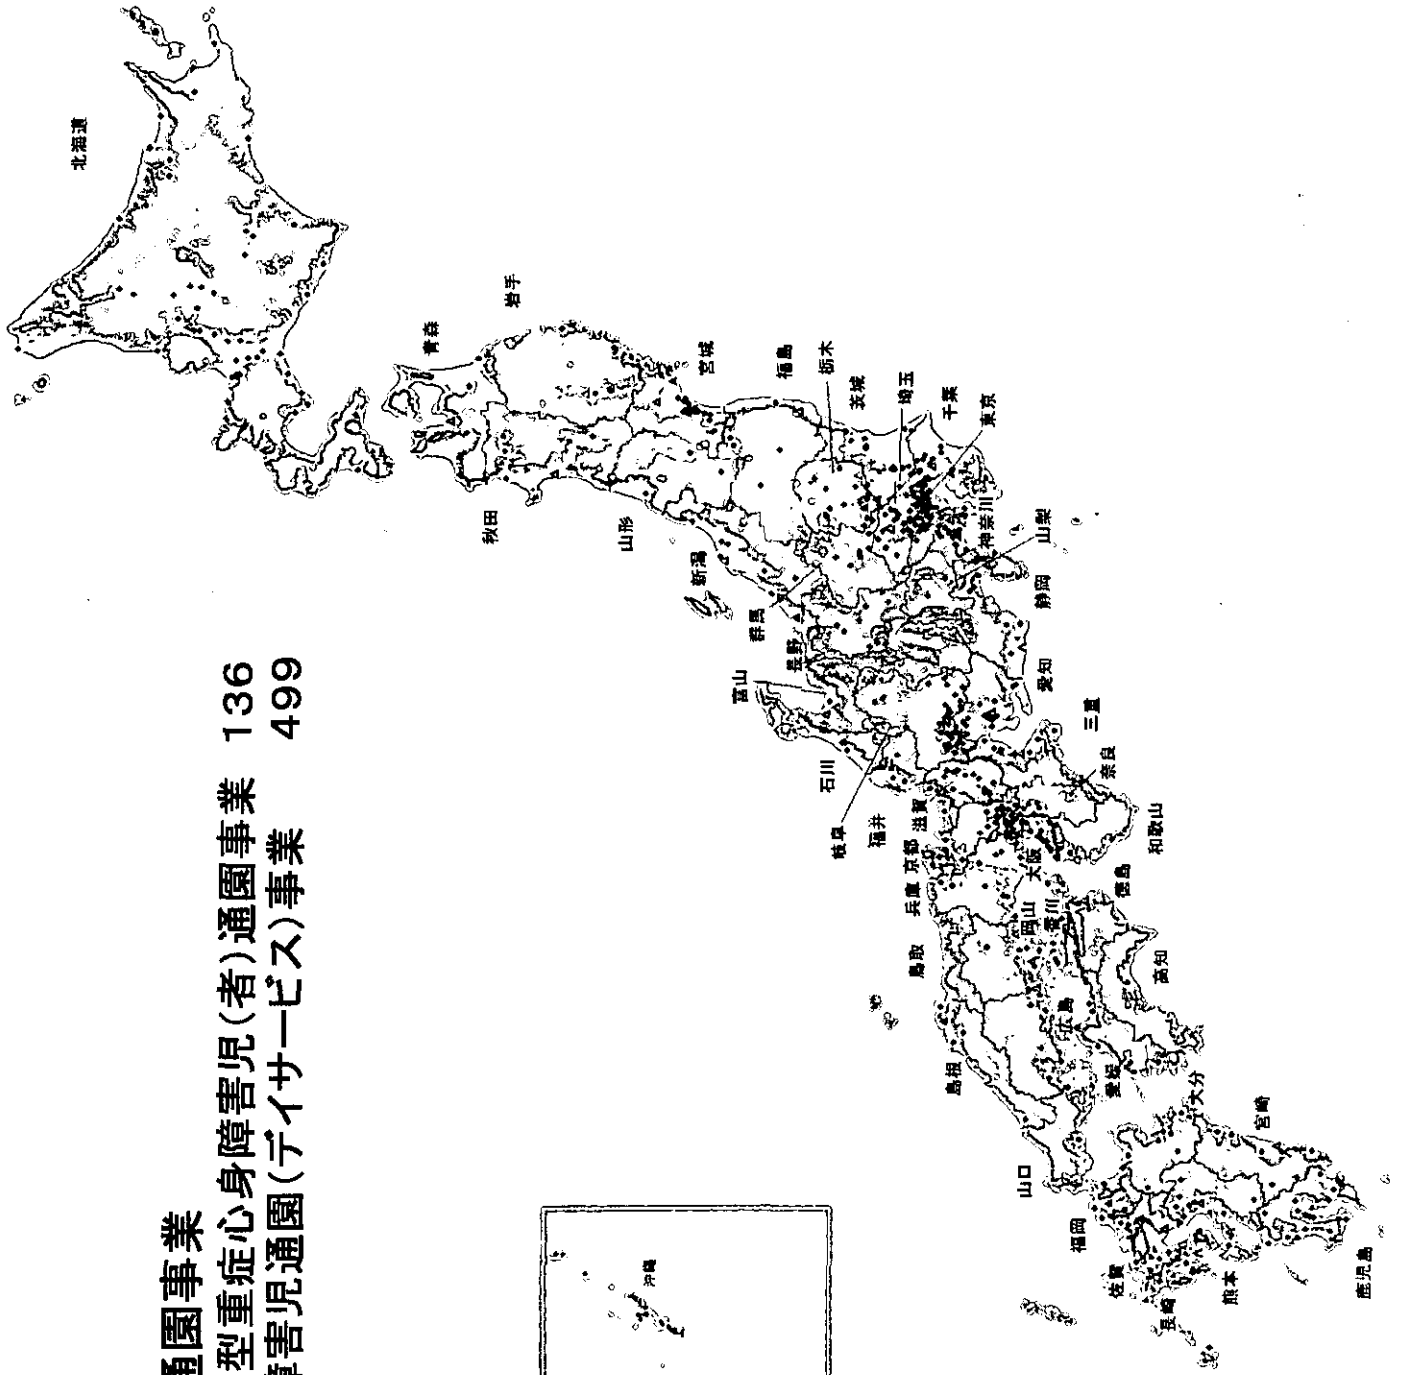 通園事業
型重症心身障害児(者)通園事業 136
障害児通園(デイサービス)事業 499
北海道
青森
岩手
秋田
宮城
山形
福島
新潟
栃木
茨城
群馬
埼玉
千葉
東京
神奈川
山梨
長野
静岡
富山
石川
岐阜
愛知
福井
滋賀
三重
京都
奈良
兵庫
大阪
和歌山
鳥取
岡山
香川
徳島
島根
広島
高知
愛媛
山口
福岡
大分
宮崎
佐賀
長崎
熊本
鹿児島
沖縄